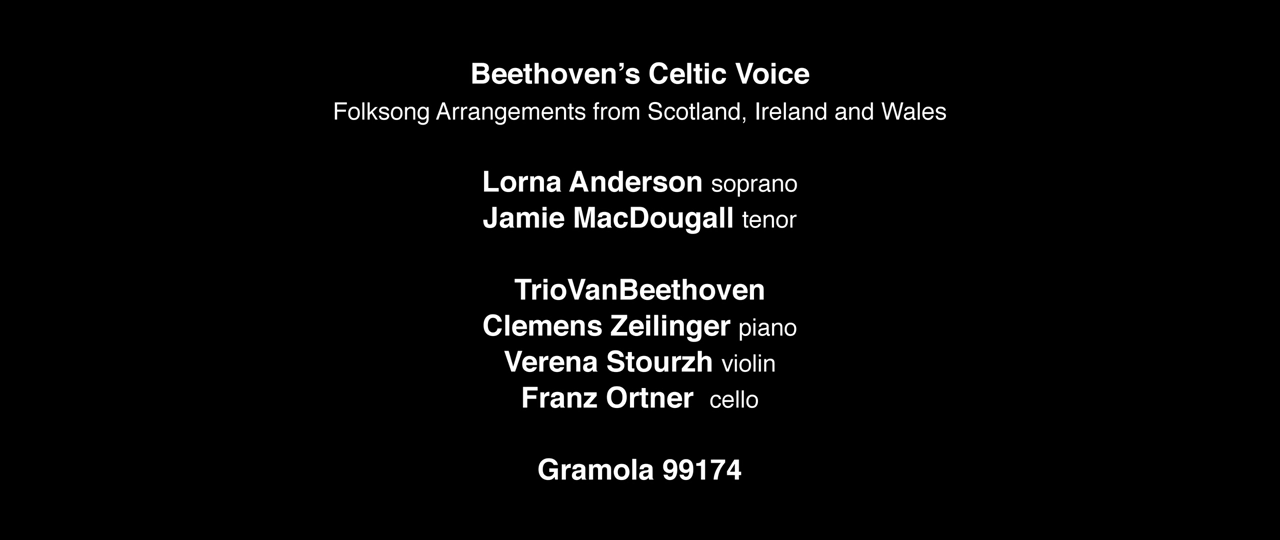 Beethoven’s Celtic Voice
Folksong Arrangements from Scotland, Ireland and Wales
Lorna Anderson soprano
Jamie MacDougall tenor
TrioVanBeethoven
Clemens Zeilinger piano
Verena Stourzh violin
Franz Ortner cello
Gramola 99174